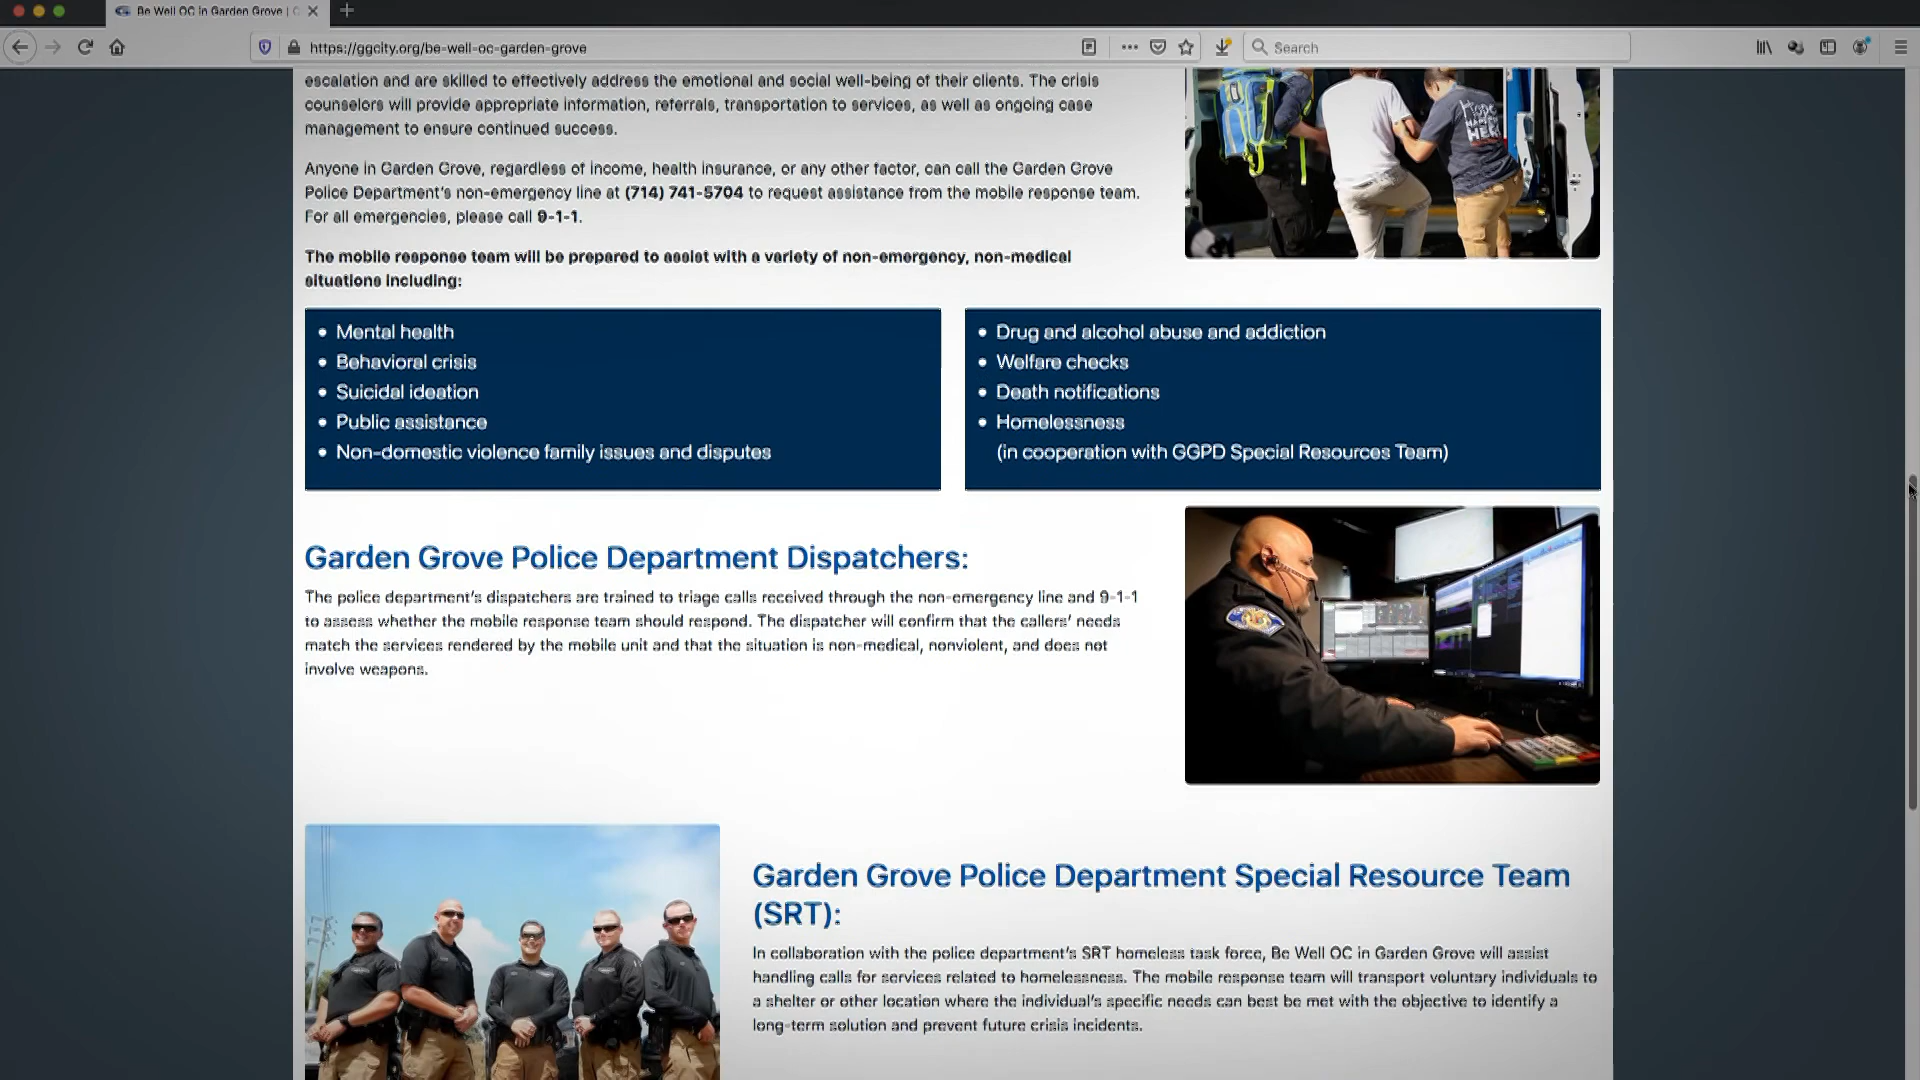 Be Well OC in Garden Grove |
https://ggcity.org/be-well-oc-garden-grove
Search
escalation and are skilled to effectively address the emotional and social well-being of their clients. The crisis
counselors will provide appropriate information, referrals, transportation to services, as well as ongoing case
management to ensure continued success.
Anyone in Garden Grove, regardless of income, health insurance, or any other factor, can call the Garden Grove
Police Department's non-emergency line at (714) 741-5704 to request assistance from the mobile response team.
For all emergencies, please call 9-1-1.
The mobile response team will be prepared to assist with a variety of non-emergency, non-medical
situations including:
• Mental health
• Behavioral crisis
• Suicidal ideation
• Public assistance
• Non-domestic violence family issues and disputes
• Drug and alcohol abuse and addiction
• Welfare checks
• Death notifications
• Homelessness
(in cooperation with GGPD Special Resources Team)
Garden Grove Police Department Dispatchers:
The police department's dispatchers are trained to triage calls received through the non-emergency line and 9-1-1
to assess whether the mobile response team should respond. The dispatcher will confirm that the callers' needs
match the services rendered by the mobile unit and that the situation is non-medical, nonviolent, and does not
involve weapons.
Garden Grove Police Department Special Resource Team
(SRT):
In collaboration with the police department's SRT homeless task force, Be Well OC in Garden Grove will assist
handling calls for services related to homelessness. The mobile response team will transport voluntary individuals to
a shelter or other location where the individual's specific needs can best be met with the objective to identify a
long-term solution and prevent future crisis incidents.